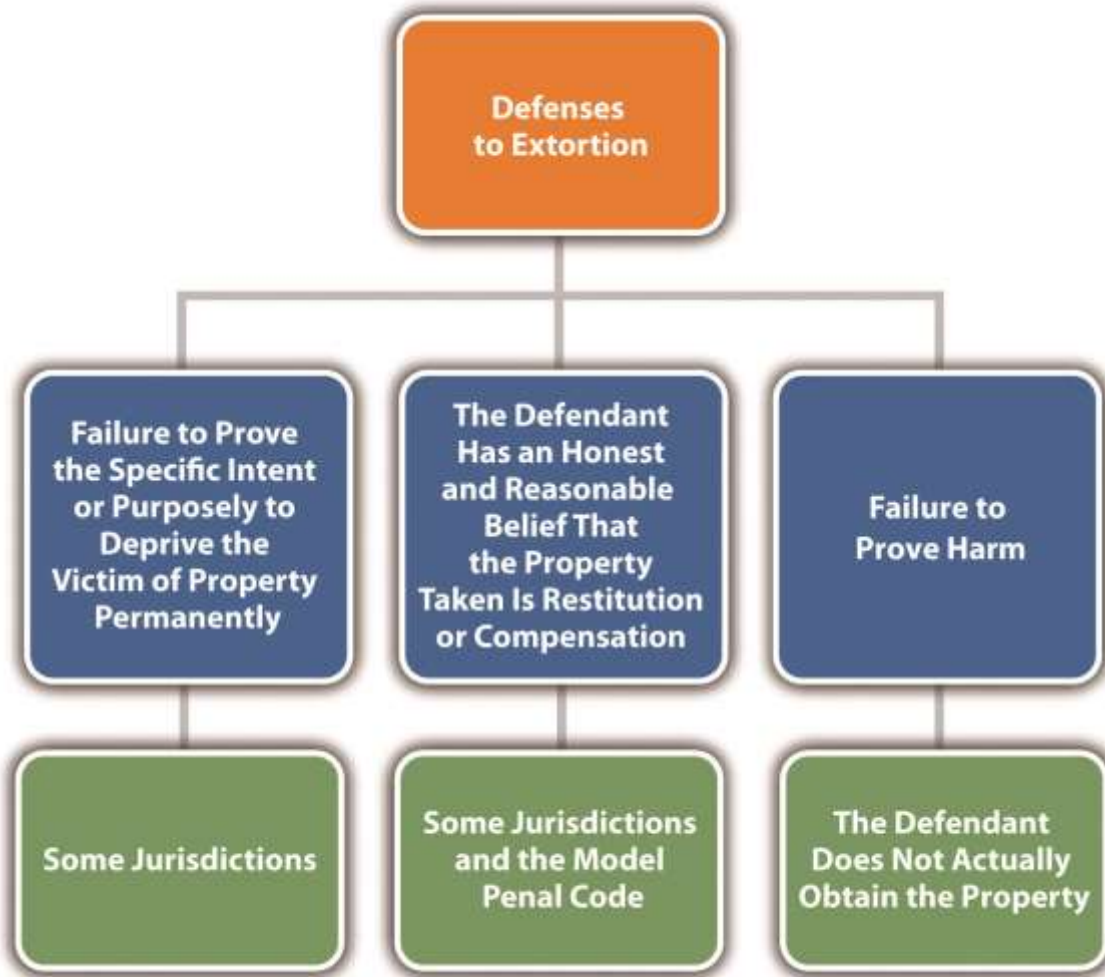 Defenses
to Extortion
Failure to Prove
the Specific Intent
or Purposely to
Deprive the
Victim of Property
Permanently
The Defendant
Has an Honest
and Reasonable
Belief That
the Property
Taken Is Restitution
or Compensation
Failure to
Prove Harm
Some Jurisdictions
Some Jurisdictions
and the Model
Penal Code
The Defendant
Does Not Actually
Obtain the Property